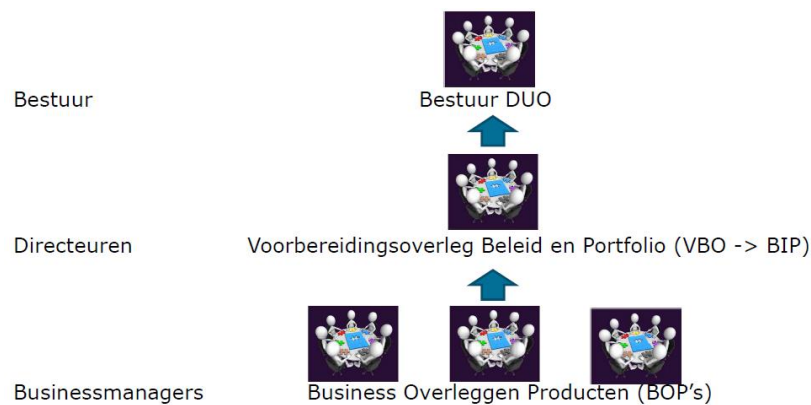 Bestuur Bestuur DUO
Directeuren Voorbereidingsoverleg Beleid en Portfolio (VBO -> BIP)
Businessmanagers Business Overleggen Producten (BOP's)